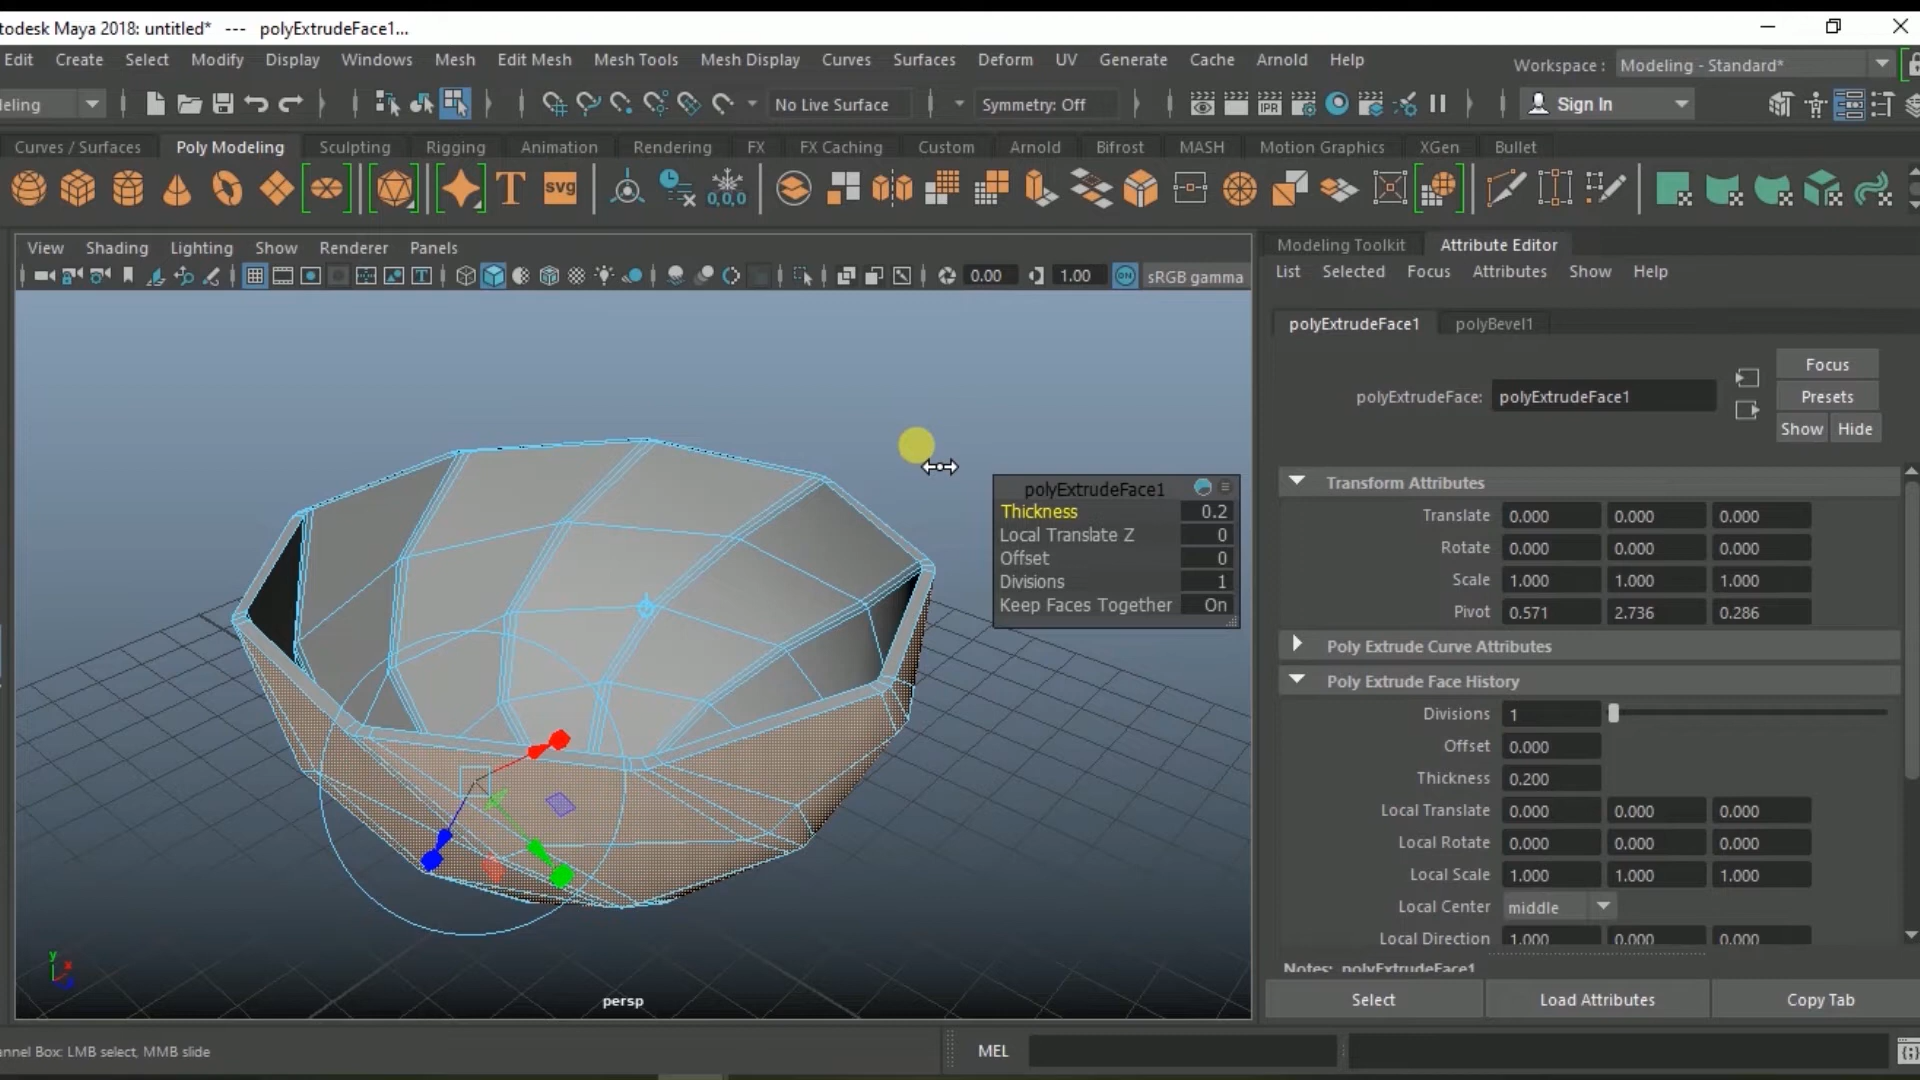 todesk Maya 2018: untitled* --- polyExtrudeFace1...
Edit Create Select Modify Display Windows Mesh Edit Mesh Mesh Tools Mesh Display Curves Surfaces Deform UV Generate Cache Arnold Help Workspace : Modeling - Standard*
eling No Live Surface Symmetry: Off IPR Sign In
Curves / Surfaces Poly Modeling Sculpting Rigging Animation Rendering FX FX Caching Custom Arnold Bifrost MASH Motion Graphics XGen Bullet
T svg 0,0,0
View Shading Lighting Show Renderer Panels
0.00 1.00 ON sRGB gamma
Modeling Toolkit Attribute Editor
List Selected Focus Attributes Show Help
polyExtrudeFace1 polyBevel1
Focus
polyExtrudeFace: polyExtrudeFace1 Presets
Show Hide
polyExtrudeFace1
Thickness 0.2
Local Translate Z 0
Offset 0
Divisions 1
Keep Faces Together On
Transform Attributes
Translate 0.000 0.000 0.000
Rotate 0.000 0.000 0.000
Scale 1.000 1.000 1.000
Pivot 0.571 2.736 0.286
Poly Extrude Curve Attributes
Poly Extrude Face History
Divisions 1
Offset 0.000
Thickness 0.200
Local Translate 0.000 0.000 0.000
Local Rotate 0.000 0.000 0.000
Local Scale 1.000 1.000 1.000
Local Center middle
Local Direction 1.000 0.000 0.000
Notes: polyExtrudeFace1
Select Load Attributes Copy Tab
y x
persp
annel Box: LMB select, MMB slide
MEL